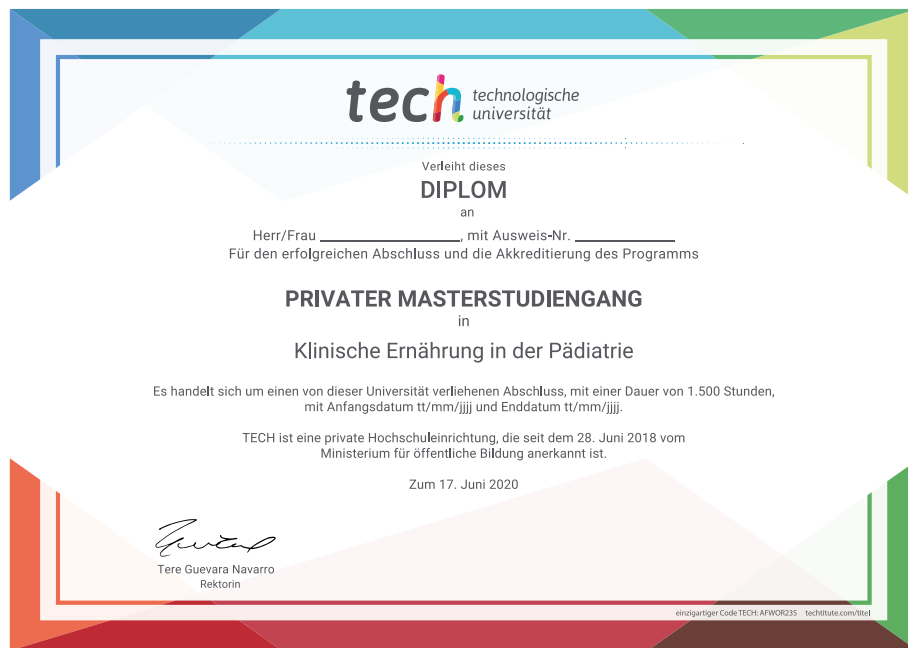 tech technologische
universität
Verleiht dieses
DIPLOM
an
Herr/Frau ____________________, mit Ausweis-Nr. ______________
Für den erfolgreichen Abschluss und die Akkreditierung des Programms
PRIVATER MASTERSTUDIENGANG
in
Klinische Ernährung in der Pädiatrie
Es handelt sich um einen von dieser Universität verliehenen Abschluss, mit einer Dauer von 1.500 Stunden,
mit Anfangsdatum tt/mm/jjjj und Enddatum tt/mm/jjjj.
TECH ist eine private Hochschuleinrichtung, die seit dem 28. Juni 2018 vom
Ministerium für öffentliche Bildung anerkannt ist.
Zum 17. Juni 2020
Tere Guevara Navarro
Rektorin
einzigartiger Code TECH: AFWOR23S techtitute.com/titel